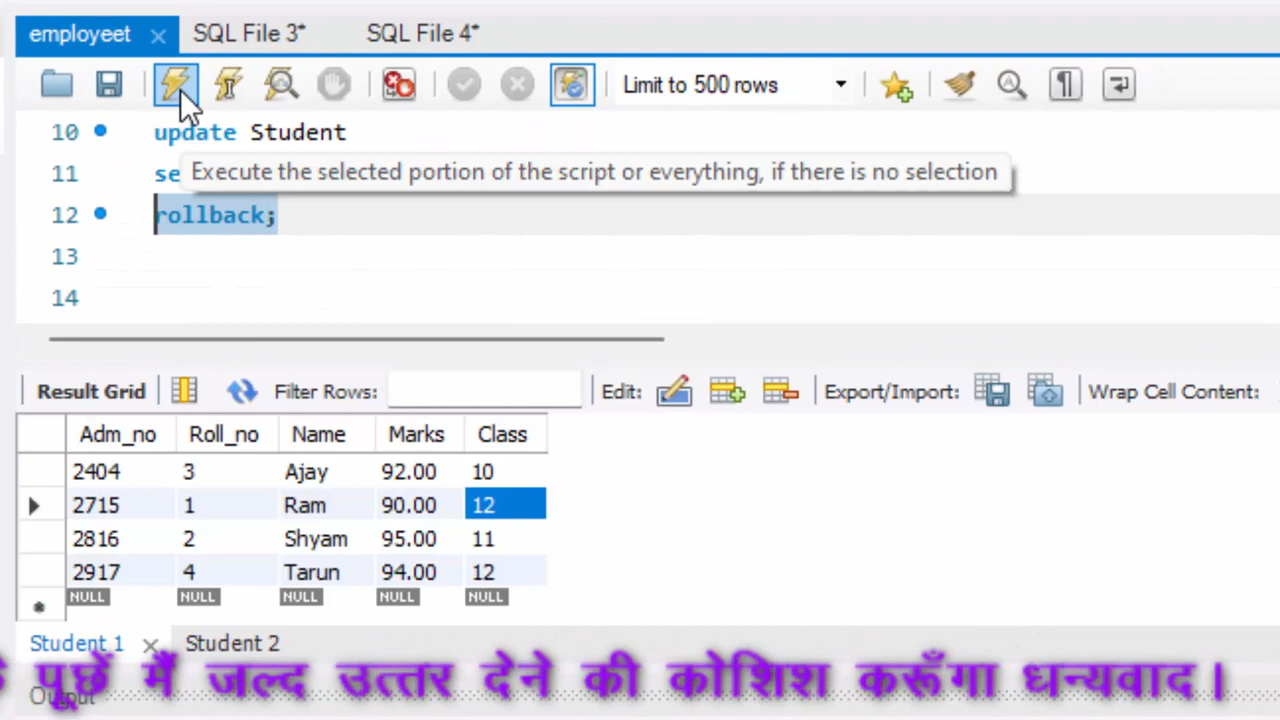 employeet × SQL File 3* SQL File 4*
Limit to 500 rows
10 update Student
Execute the selected portion of the script or everything, if there is no selection
11 se
12 rollback;
13
14
Result Grid Filter Rows: Edit: Export/Import: Wrap Cell Content:
Adm_no Roll_no Name Marks Class
2404 3 Ajay 92.00 10
2715 1 Ram 90.00 12
2816 2 Shyam 95.00 11
2917 4 Tarun 94.00 12
NULL NULL NULL NULL NULL
Student 1 × Student 2
पूछें मैं जल्द उत्तर देने की कोशिश करूँगा धन्यवाद।
Output